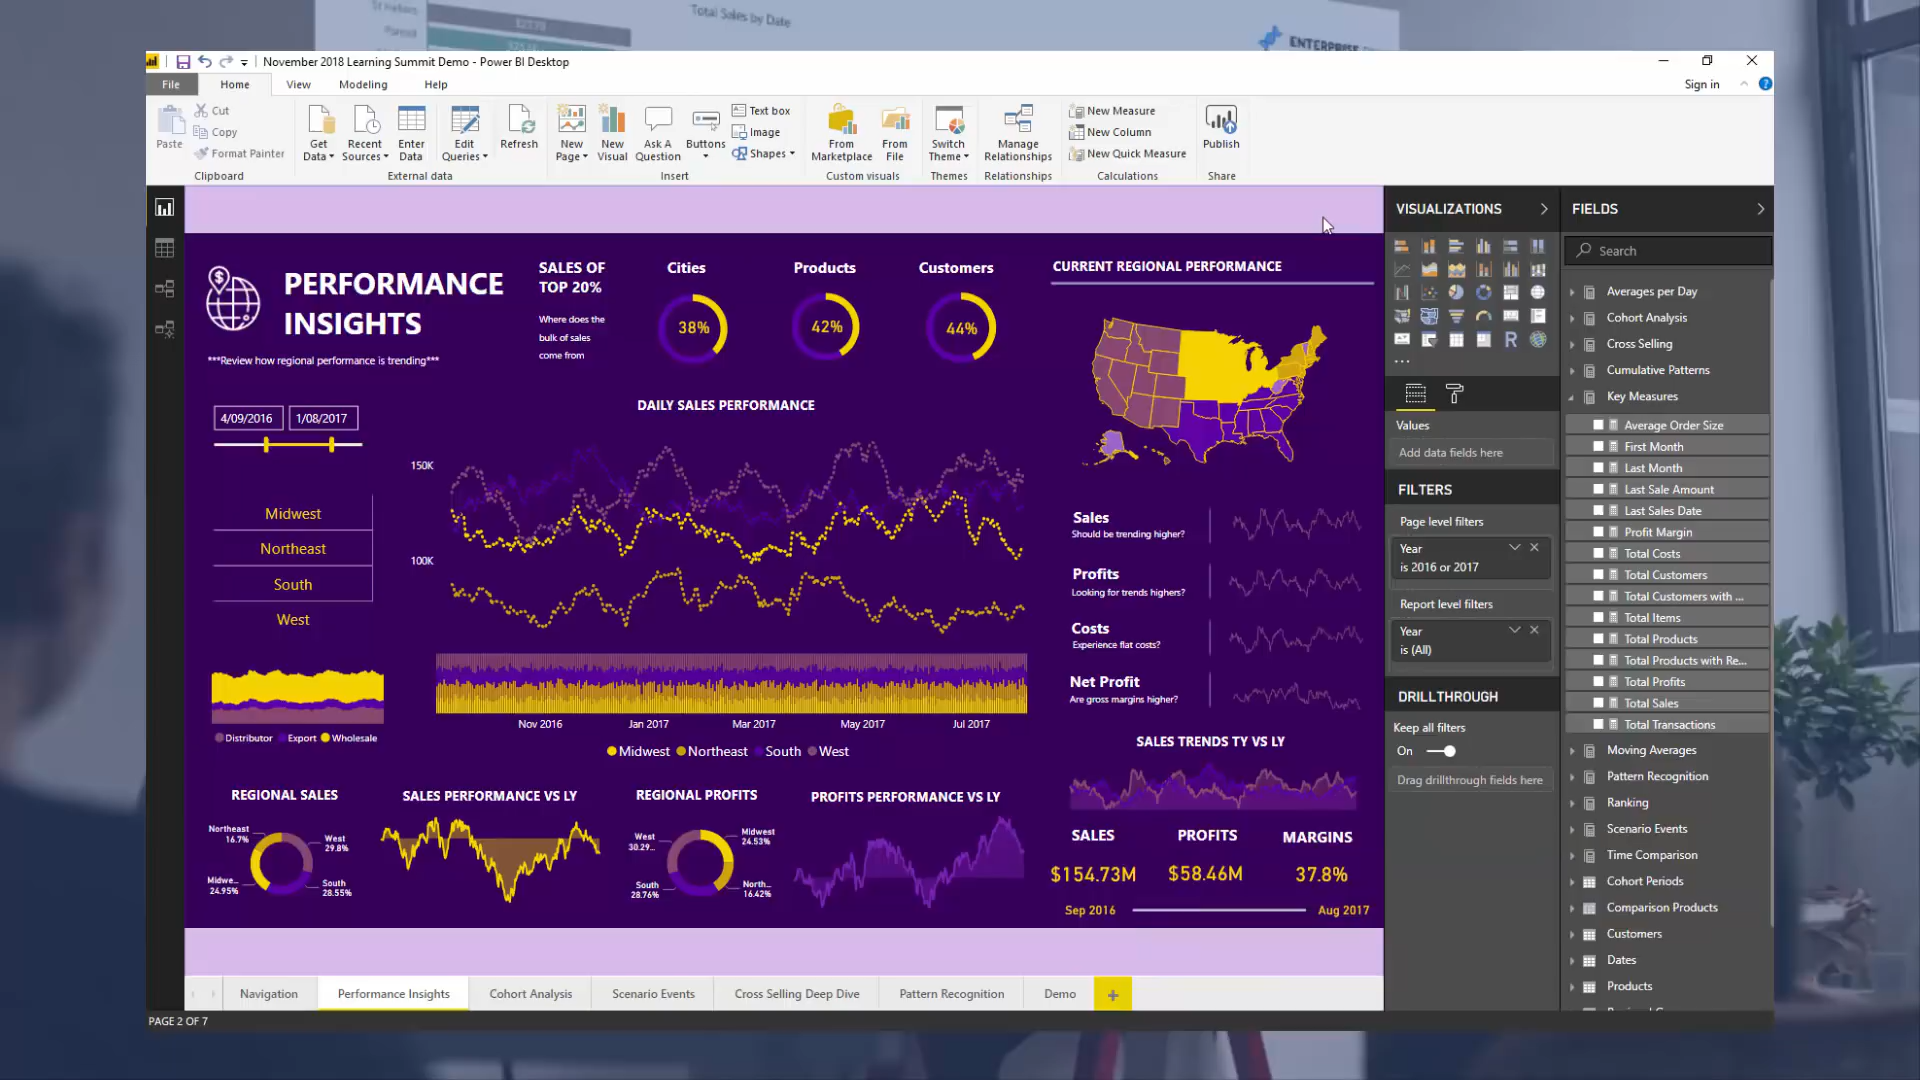 Total Sales by Date
ENTERPRISE
November 2018 Learning Summit Demo - Power BI Desktop
File
Home
View
Modeling
Help
Sign in
Paste
Cut
Copy
Format Painter
Clipboard
Get Data
Recent Sources
Enter Data
Edit Queries
Refresh
External data
New Page
New Visual
Ask A Question
Buttons
Text box
Image
Shapes
Insert
From Marketplace
From File
Custom visuals
Switch Theme
Themes
Manage Relationships
Relationships
New Measure
New Column
New Quick Measure
Calculations
Publish
Share
PERFORMANCE
INSIGHTS
***Review how regional performance is trending***
SALES OF
TOP 20%
Where does the
bulk of sales
come from
Cities
38%
Products
42%
Customers
44%
CURRENT REGIONAL PERFORMANCE
4/09/2016
1/08/2017
Midwest
Northeast
South
West
Distributor
Export
Wholesale
DAILY SALES PERFORMANCE
150K
100K
Nov 2016
Jan 2017
Mar 2017
May 2017
Jul 2017
Midwest
Northeast
South
West
Sales
Should be trending higher?
Profits
Looking for trends highers?
Costs
Experience flat costs?
Net Profit
Are gross margins higher?
SALES TRENDS TY VS LY
REGIONAL SALES
Northeast
16.7%
West
29.8%
Midwe...
24.95%
South
28.55%
SALES PERFORMANCE VS LY
REGIONAL PROFITS
West
30.29...
Midwest
24.53%
South
28.76%
North...
16.42%
PROFITS PERFORMANCE VS LY
SALES
PROFITS
MARGINS
$154.73M
$58.46M
37.8%
Sep 2016
Aug 2017
VISUALIZATIONS
R
...
Values
Add data fields here
FILTERS
Page level filters
Year
is 2016 or 2017
Report level filters
Year
is (All)
DRILLTHROUGH
Keep all filters
On
Drag drillthrough fields here
FIELDS
Search
Averages per Day
Cohort Analysis
Cross Selling
Cumulative Patterns
Key Measures
Average Order Size
First Month
Last Month
Last Sale Amount
Last Sales Date
Profit Margin
Total Costs
Total Customers
Total Customers with ...
Total Items
Total Products
Total Products with Re...
Total Profits
Total Sales
Total Transactions
Moving Averages
Pattern Recognition
Ranking
Scenario Events
Time Comparison
Cohort Periods
Comparison Products
Customers
Dates
Products
Navigation
Performance Insights
Cohort Analysis
Scenario Events
Cross Selling Deep Dive
Pattern Recognition
Demo
PAGE 2 OF 7